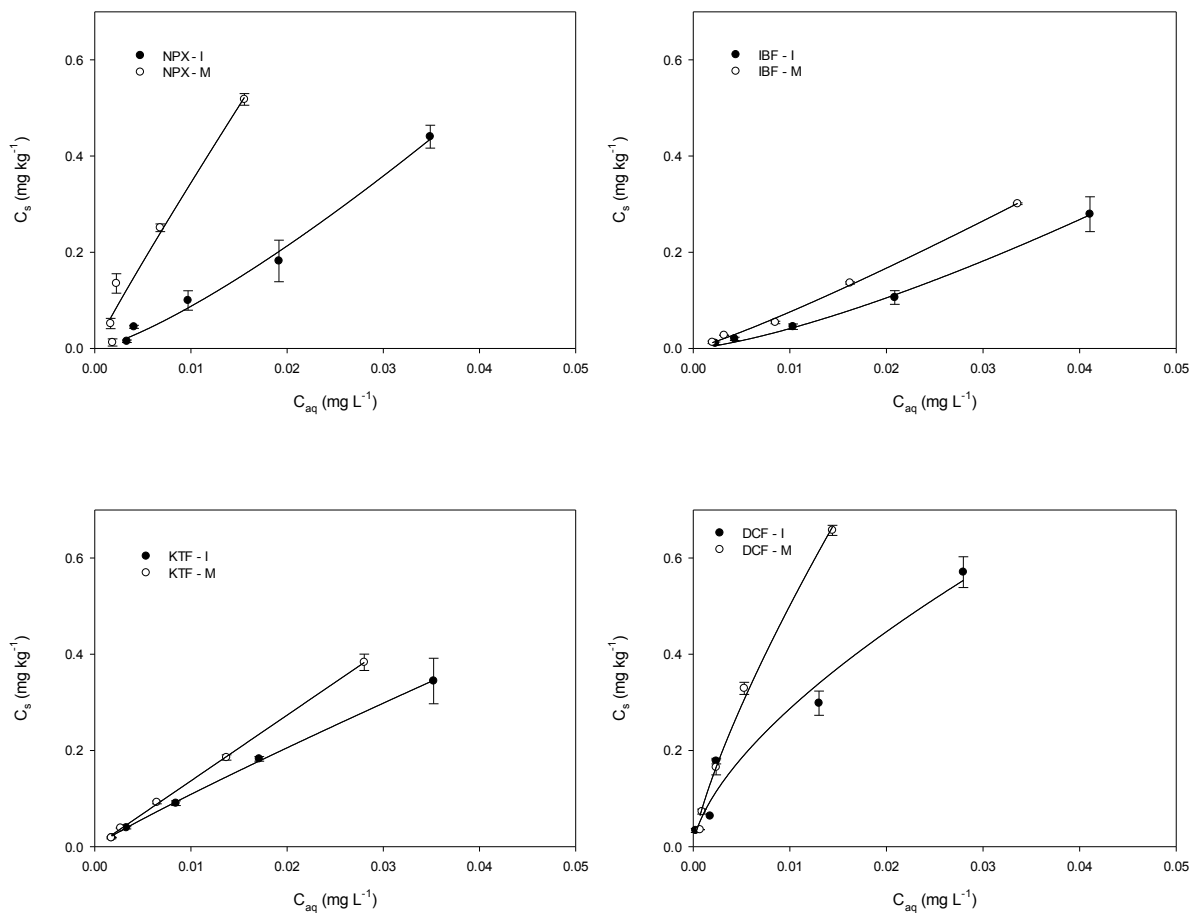 NPX - I
NPX - M
C_s (mg kg^-1)
0.6
0.4
0.2
0.0
0.00 0.01 0.02 0.03 0.04 0.05
C_aq (mg L^-1)
IBF - I
IBF - M
C_s (mg kg^-1)
0.6
0.4
0.2
0.0
0.00 0.01 0.02 0.03 0.04 0.05
C_aq (mg L^-1)
KTF - I
KTF - M
C_s (mg kg^-1)
0.6
0.4
0.2
0.0
0.00 0.01 0.02 0.03 0.04 0.05
C_aq (mg L^-1)
DCF - I
DCF - M
C_s (mg kg^-1)
0.6
0.4
0.2
0.0
0.00 0.01 0.02 0.03 0.04 0.05
C_aq (mg L^-1)